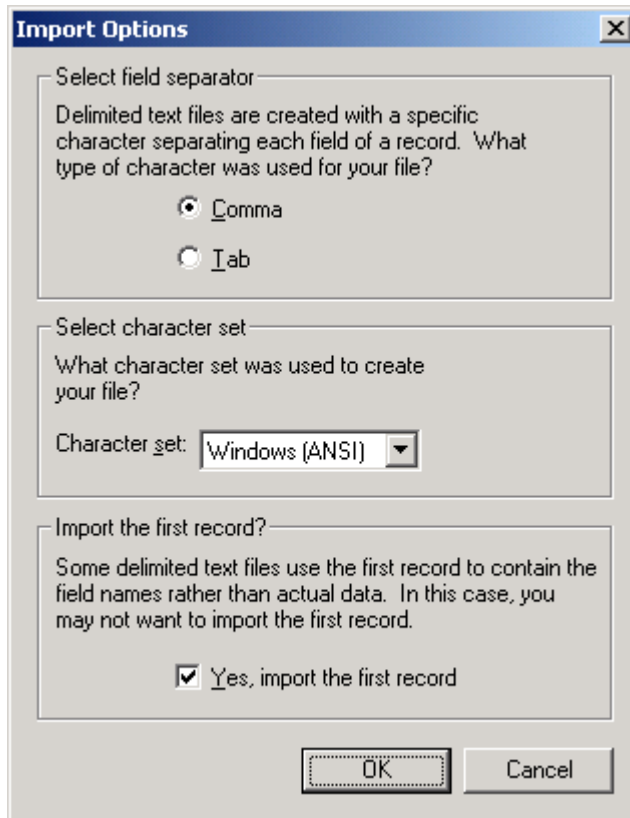 Import Options
Select field separator
Delimited text files are created with a specific
character separating each field of a record.  What
type of character was used for your file?
Comma
Tab
Select character set
What character set was used to create
your file?
Character set: Windows (ANSI)
Import the first record?
Some delimited text files use the first record to contain the
field names rather than actual data.  In this case, you
may not want to import the first record.
Yes, import the first record
OK Cancel